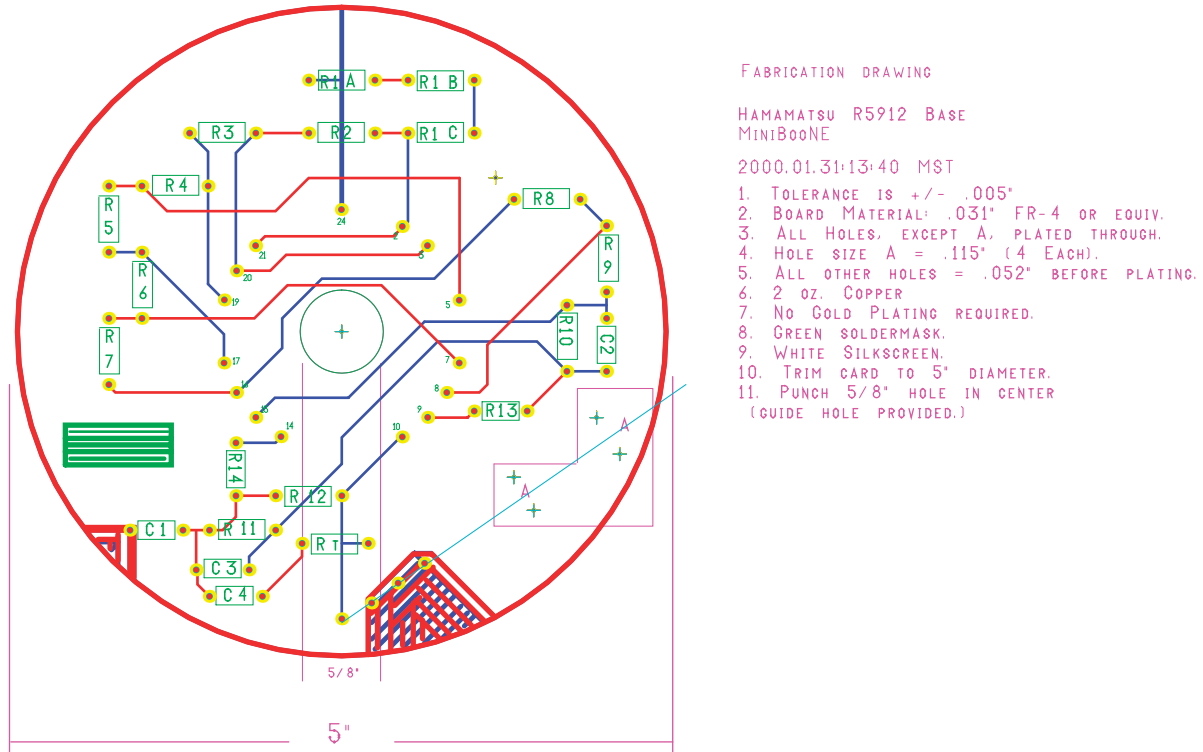 FABRICATION DRAWING
HAMAMATSU R5912 BASE
MINIBOONE
2000.01.31:13:40 MST
1. TOLERANCE IS +/- .005"
2. BOARD MATERIAL: .031" FR-4 OR EQUIV.
3. ALL HOLES, EXCEPT A, PLATED THROUGH.
4. HOLE SIZE A = .115" (4 EACH).
5. ALL OTHER HOLES = .052" BEFORE PLATING.
6. 2 OZ. COPPER
7. NO GOLD PLATING REQUIRED.
8. GREEN SOLDERMASK.
9. WHITE SILKSCREEN.
10. TRIM CARD TO 5" DIAMETER.
11. PUNCH 5/8" HOLE IN CENTER
(GUIDE HOLE PROVIDED.)
R1 A
R1 B
R3
R2
R1 C
R4
R8
R5
24
R6
21
R9
20
19
5
R7
R10
C2
17
7
16
8
15
9
R13
14
10
A
R14
A
R12
C1
R11
RT
C3
C4
5/8"
5"